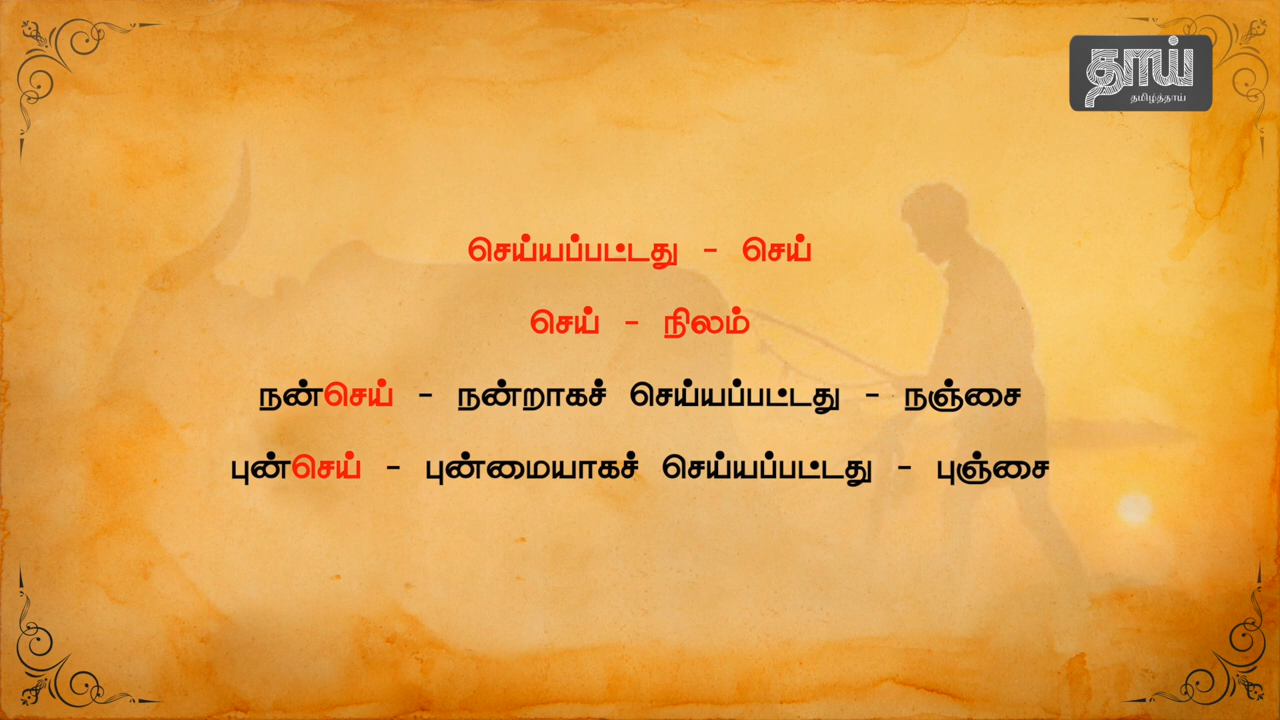 தாய்
தமிழ்த்தாய்
செய்யப்பட்டது - செய்
செய் - நிலம்
நன்செய் - நன்றாகச் செய்யப்பட்டது - நஞ்சை
புன்செய் - புன்மையாகச் செய்யப்பட்டது - புஞ்சை